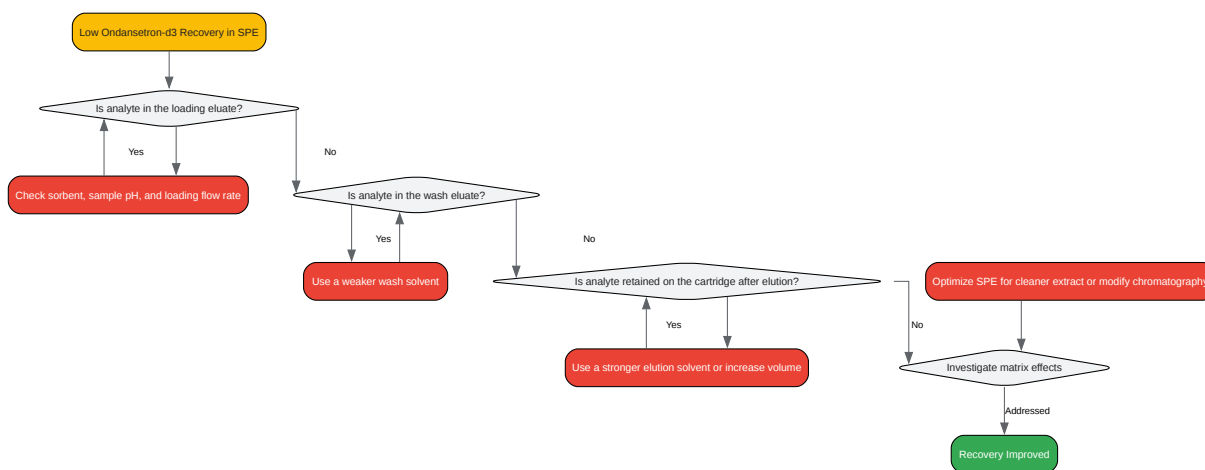 Low Ondansetron-d3 Recovery in SPE
Is analyte in the loading eluate?
Yes
No
Check sorbent, sample pH, and loading flow rate
Is analyte in the wash eluate?
Yes
No
Use a weaker wash solvent
Is analyte retained on the cartridge after elution?
Optimize SPE for cleaner extract or modify chromatography
Yes
No
Use a stronger elution solvent or increase volume
Investigate matrix effects
Addressed
Recovery Improved